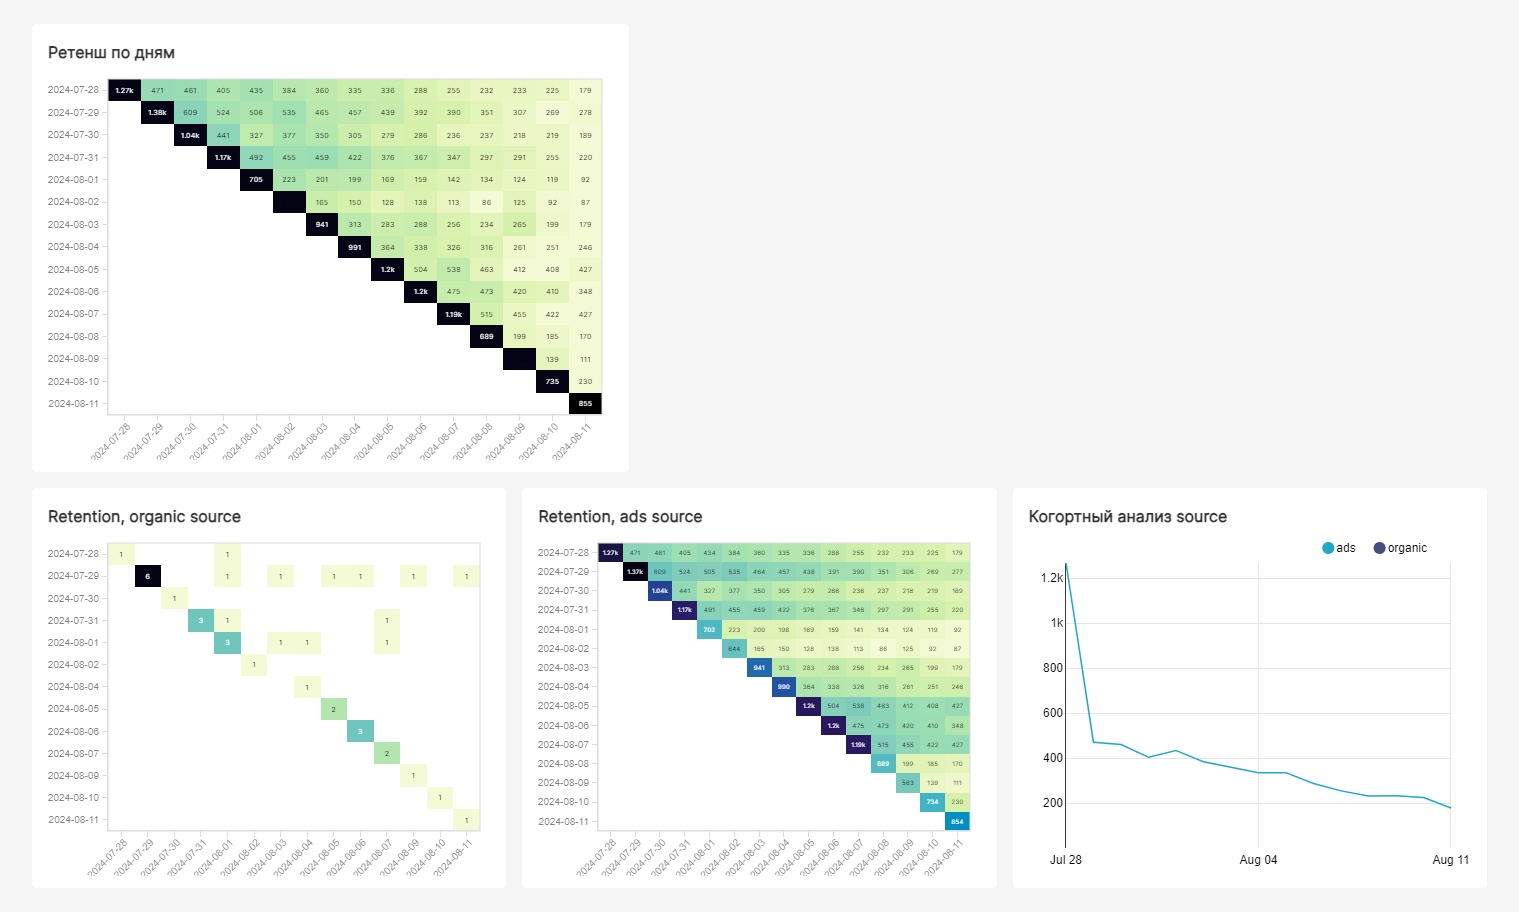 Ретенш по дням
2024-07-28 1.27k 471 461 405 435 384 360 335 336 288 255 232 233 225 179
2024-07-29 1.38k 609 524 506 535 465 457 439 392 390 351 307 269 278
2024-07-30 1.04k 441 327 377 350 305 279 286 236 237 218 219 189
2024-07-31 1.17k 492 455 459 422 376 367 347 297 291 255 220
2024-08-01 705 223 201 199 169 159 142 134 124 119 92
2024-08-02 165 150 128 138 113 86 125 92 87
2024-08-03 941 313 283 288 256 234 265 199 179
2024-08-04 991 364 338 326 316 261 251 246
2024-08-05 1.2k 504 538 463 412 408 427
2024-08-06 1.2k 475 473 420 410 348
2024-08-07 1.19k 515 455 422 427
2024-08-08 689 199 185 170
2024-08-09 139 111
2024-08-10 735 230
2024-08-11 855
2024-07-28 2024-07-29 2024-07-30 2024-07-31 2024-08-01 2024-08-02 2024-08-03 2024-08-04 2024-08-05 2024-08-06 2024-08-07 2024-08-08 2024-08-09 2024-08-10 2024-08-11
Retention, organic source
2024-07-28 1 1
2024-07-29 6 1 1 1 1 1 1
2024-07-30 1
2024-07-31 3 1 1
2024-08-01 3 1 1 1
2024-08-02 1
2024-08-04 1
2024-08-05 2
2024-08-06 3
2024-08-07 2
2024-08-09 1
2024-08-10 1
2024-08-11 1
2024-07-28 2024-07-29 2024-07-30 2024-07-31 2024-08-01 2024-08-02 2024-08-03 2024-08-04 2024-08-05 2024-08-06 2024-08-07 2024-08-09 2024-08-10 2024-08-11
Retention, ads source
2024-07-28 1.27k 471 461 405 434 384 360 335 336 288 255 232 233 225 179
2024-07-29 1.37k 609 524 505 535 464 457 438 391 390 351 306 269 277
2024-07-30 1.04k 441 327 377 350 305 279 286 236 237 218 219 189
2024-07-31 1.17k 491 455 459 422 376 367 346 297 291 255 220
2024-08-01 702 223 200 198 169 159 141 134 124 119 92
2024-08-02 644 165 150 128 138 113 86 125 92 87
2024-08-03 941 313 283 288 256 234 265 199 179
2024-08-04 990 364 338 326 316 261 251 246
2024-08-05 1.2k 504 538 463 412 408 427
2024-08-06 1.2k 475 473 420 410 348
2024-08-07 1.19k 515 455 422 427
2024-08-08 689 199 185 170
2024-08-09 583 139 111
2024-08-10 734 230
2024-08-11 854
2024-07-28 2024-07-29 2024-07-30 2024-07-31 2024-08-01 2024-08-02 2024-08-03 2024-08-04 2024-08-05 2024-08-06 2024-08-07 2024-08-08 2024-08-09 2024-08-10 2024-08-11
Когортный анализ source
ads organic
1.2k
1k
800
600
400
200
Jul 28 Aug 04 Aug 11